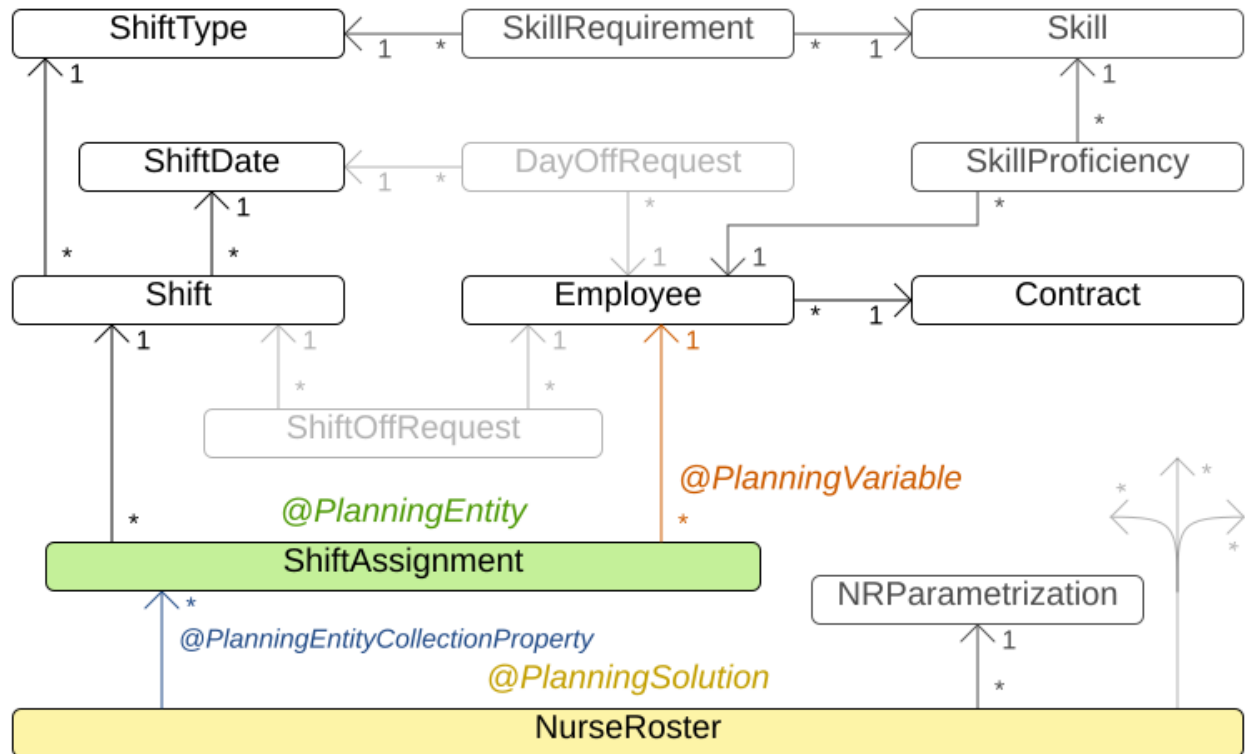 ShiftType
1
*
SkillRequirement
*
1
Skill
1
1
*
ShiftDate
1
*
DayOffRequest
SkillProficiency
1
*
*
*
*
1
1
Shift
Employee
*
1
Contract
1
1
1
1
*
*
ShiftOffRequest
@PlanningVariable
*
*
*
@PlanningEntity
*
*
*
ShiftAssignment
*
NRParametrization
@PlanningEntityCollectionProperty
1
@PlanningSolution
*
NurseRoster